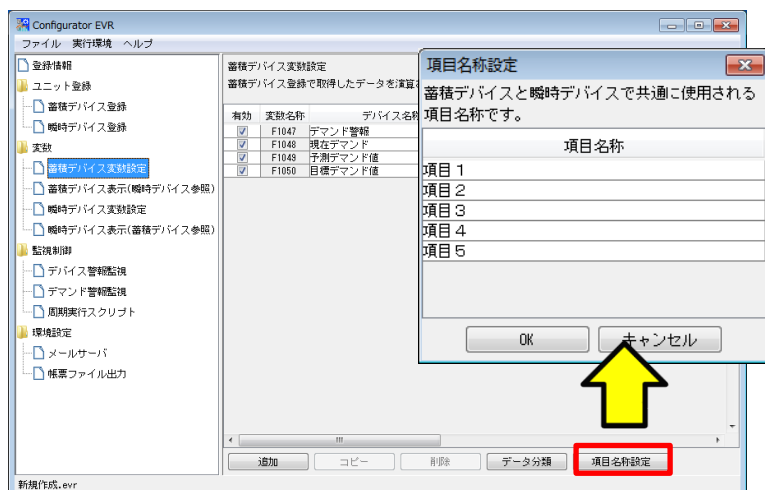 Configurator EVR
ファイル 実行環境 ヘルプ
登録情報
ユニット登録
蓄積デバイス登録
瞬時デバイス登録
変数
蓄積デバイス変数設定
蓄積デバイス表示(瞬時デバイス参照)
瞬時デバイス変数設定
瞬時デバイス表示(蓄積デバイス参照)
監視制御
デバイス警報監視
デマンド警報監視
周期実行スクリプト
環境設定
メールサーバ
帳票ファイル出力
蓄積デバイス変数設定
蓄積デバイス登録で取得したデータを演算
有効 変数名称 デバイス名称
F1047 デマンド警報
F1048 現在デマンド
F1049 予測デマンド値
F1050 目標デマンド値
項目名称設定
蓄積デバイスと瞬時デバイスで共通に使用される
項目名称です。
項目名称
項目1
項目2
項目3
項目4
項目5
OK キャンセル
追加 コピー 削除 データ分類 項目名称設定
新規作成.evr